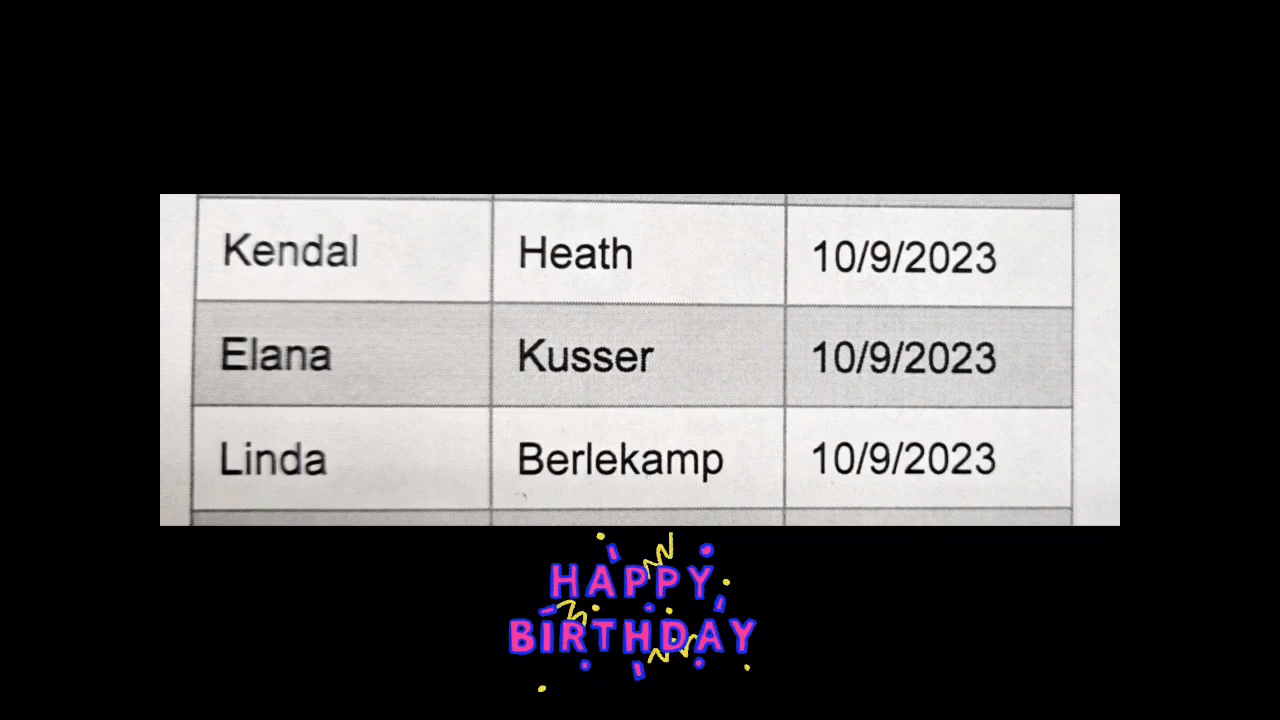 Kendal Heath 10/9/2023
Elana Kusser 10/9/2023
Linda Berlekamp 10/9/2023
HAPPY
BIRTHDAY